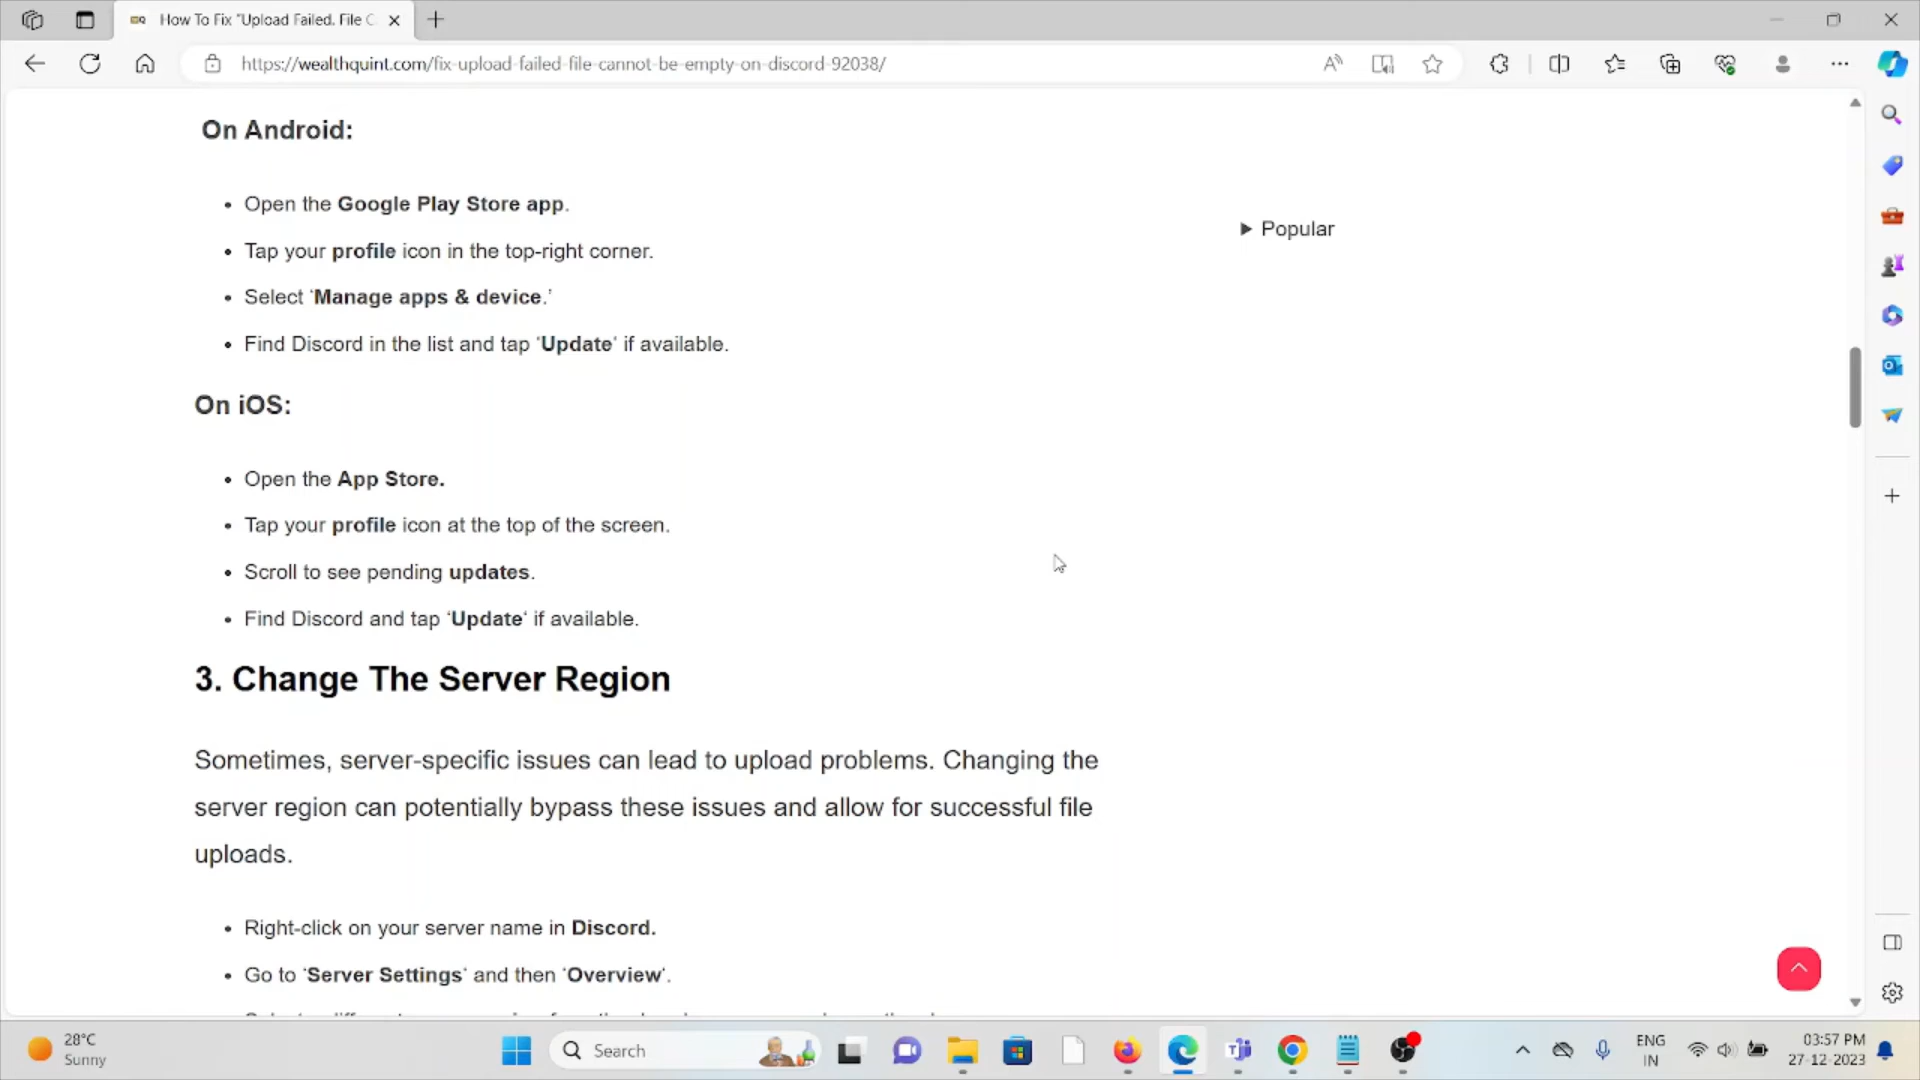 How To Fix "Upload Failed. File C
https://wealthquint.com/fix-upload-failed-file-cannot-be-empty-on-discord-92038/
On Android:
• Open the Google Play Store app.
• Tap your profile icon in the top-right corner.
• Select ‘Manage apps & device.’
• Find Discord in the list and tap ‘Update‘ if available.
▶ Popular
On iOS:
• Open the App Store.
• Tap your profile icon at the top of the screen.
• Scroll to see pending updates.
• Find Discord and tap ‘Update‘ if available.
3. Change The Server Region
Sometimes, server-specific issues can lead to upload problems. Changing the
server region can potentially bypass these issues and allow for successful file
uploads.
• Right-click on your server name in Discord.
• Go to ‘Server Settings‘ and then ‘Overview‘.
28°C
Sunny
Search
ENG
IN
03:57 PM
27-12-2023